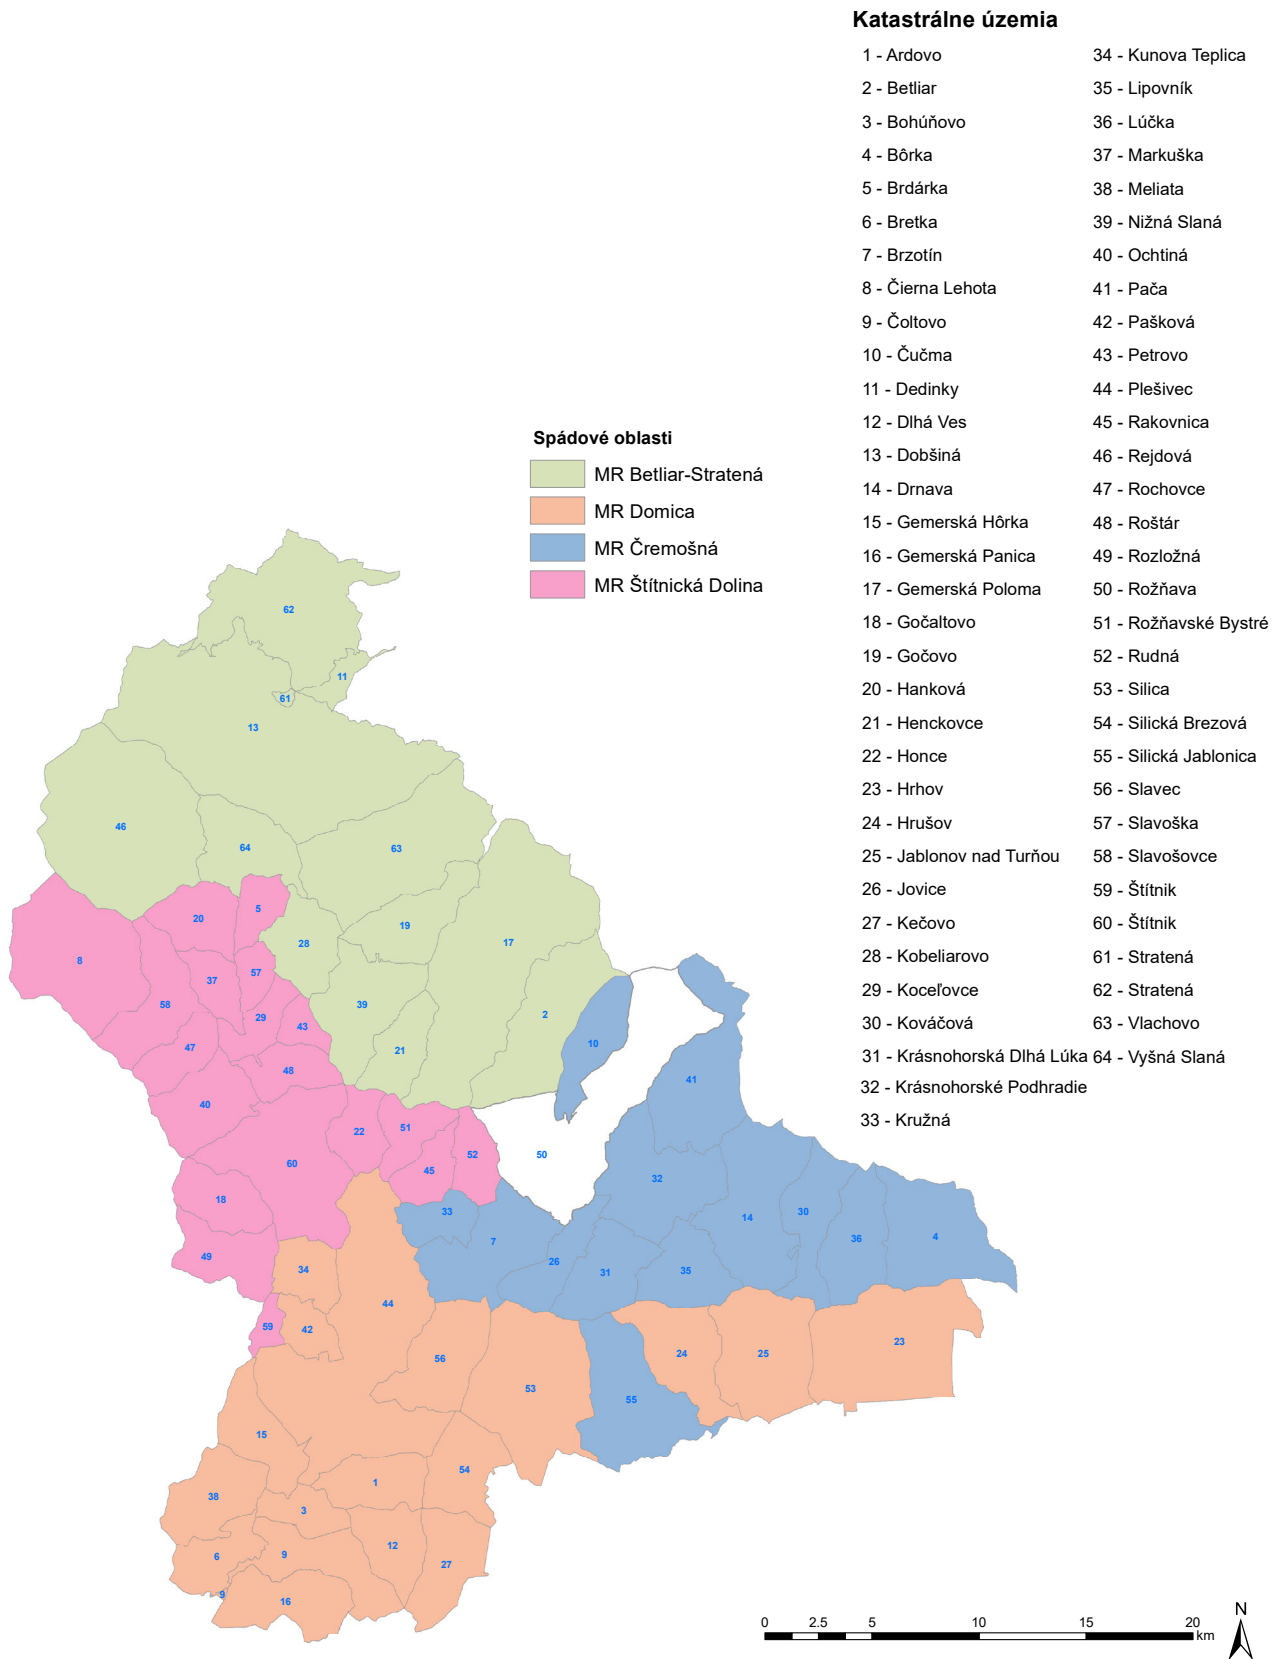 Katastrálne územia
1 - Ardovo
2 - Betliar
3 - Bohúňovo
4 - Bôrka
5 - Brdárka
6 - Bretka
7 - Brzotín
8 - Čierna Lehota
9 - Čoltovo
10 - Čučma
11 - Dedinky
12 - Dlhá Ves
13 - Dobšiná
14 - Drnava
15 - Gemerská Hôrka
16 - Gemerská Panica
17 - Gemerská Poloma
18 - Gočaltovo
19 - Gočovo
20 - Hanková
21 - Henckovce
22 - Honce
23 - Hrhov
24 - Hrušov
25 - Jablonov nad Turňou
26 - Jovice
27 - Kečovo
28 - Kobeliarovo
29 - Koceľovce
30 - Kováčová
31 - Krásnohorská Dlhá Lúka
32 - Krásnohorské Podhradie
33 - Kružná
34 - Kunova Teplica
35 - Lipovník
36 - Lúčka
37 - Markuška
38 - Meliata
39 - Nižná Slaná
40 - Ochtiná
41 - Pača
42 - Pašková
43 - Petrovo
44 - Plešivec
45 - Rakovnica
46 - Rejdová
47 - Rochovce
48 - Roštár
49 - Rozložná
50 - Rožňava
51 - Rožňavské Bystré
52 - Rudná
53 - Silica
54 - Silická Brezová
55 - Silická Jablonica
56 - Slavec
57 - Slavoška
58 - Slavošovce
59 - Štítnik
60 - Štítnik
61 - Stratená
62 - Stratená
63 - Vlachovo
64 - Vyšná Slaná
Spádové oblasti
MR Betliar-Stratená
MR Domica
MR Čremošná
MR Štítnická Dolina
62
11
61
13
46
64
63
5
20
19
28
17
8
57
37
58
39
2
29
43
10
47
21
48
41
40
51
22
50
52
60
45
32
18
33
30
14
4
36
7
49
26
34
31
35
44
59
42
23
24
25
56
53
55
15
54
1
38
3
12
9
6
27
9
16
0 2.5 5 10 15 20
km
N